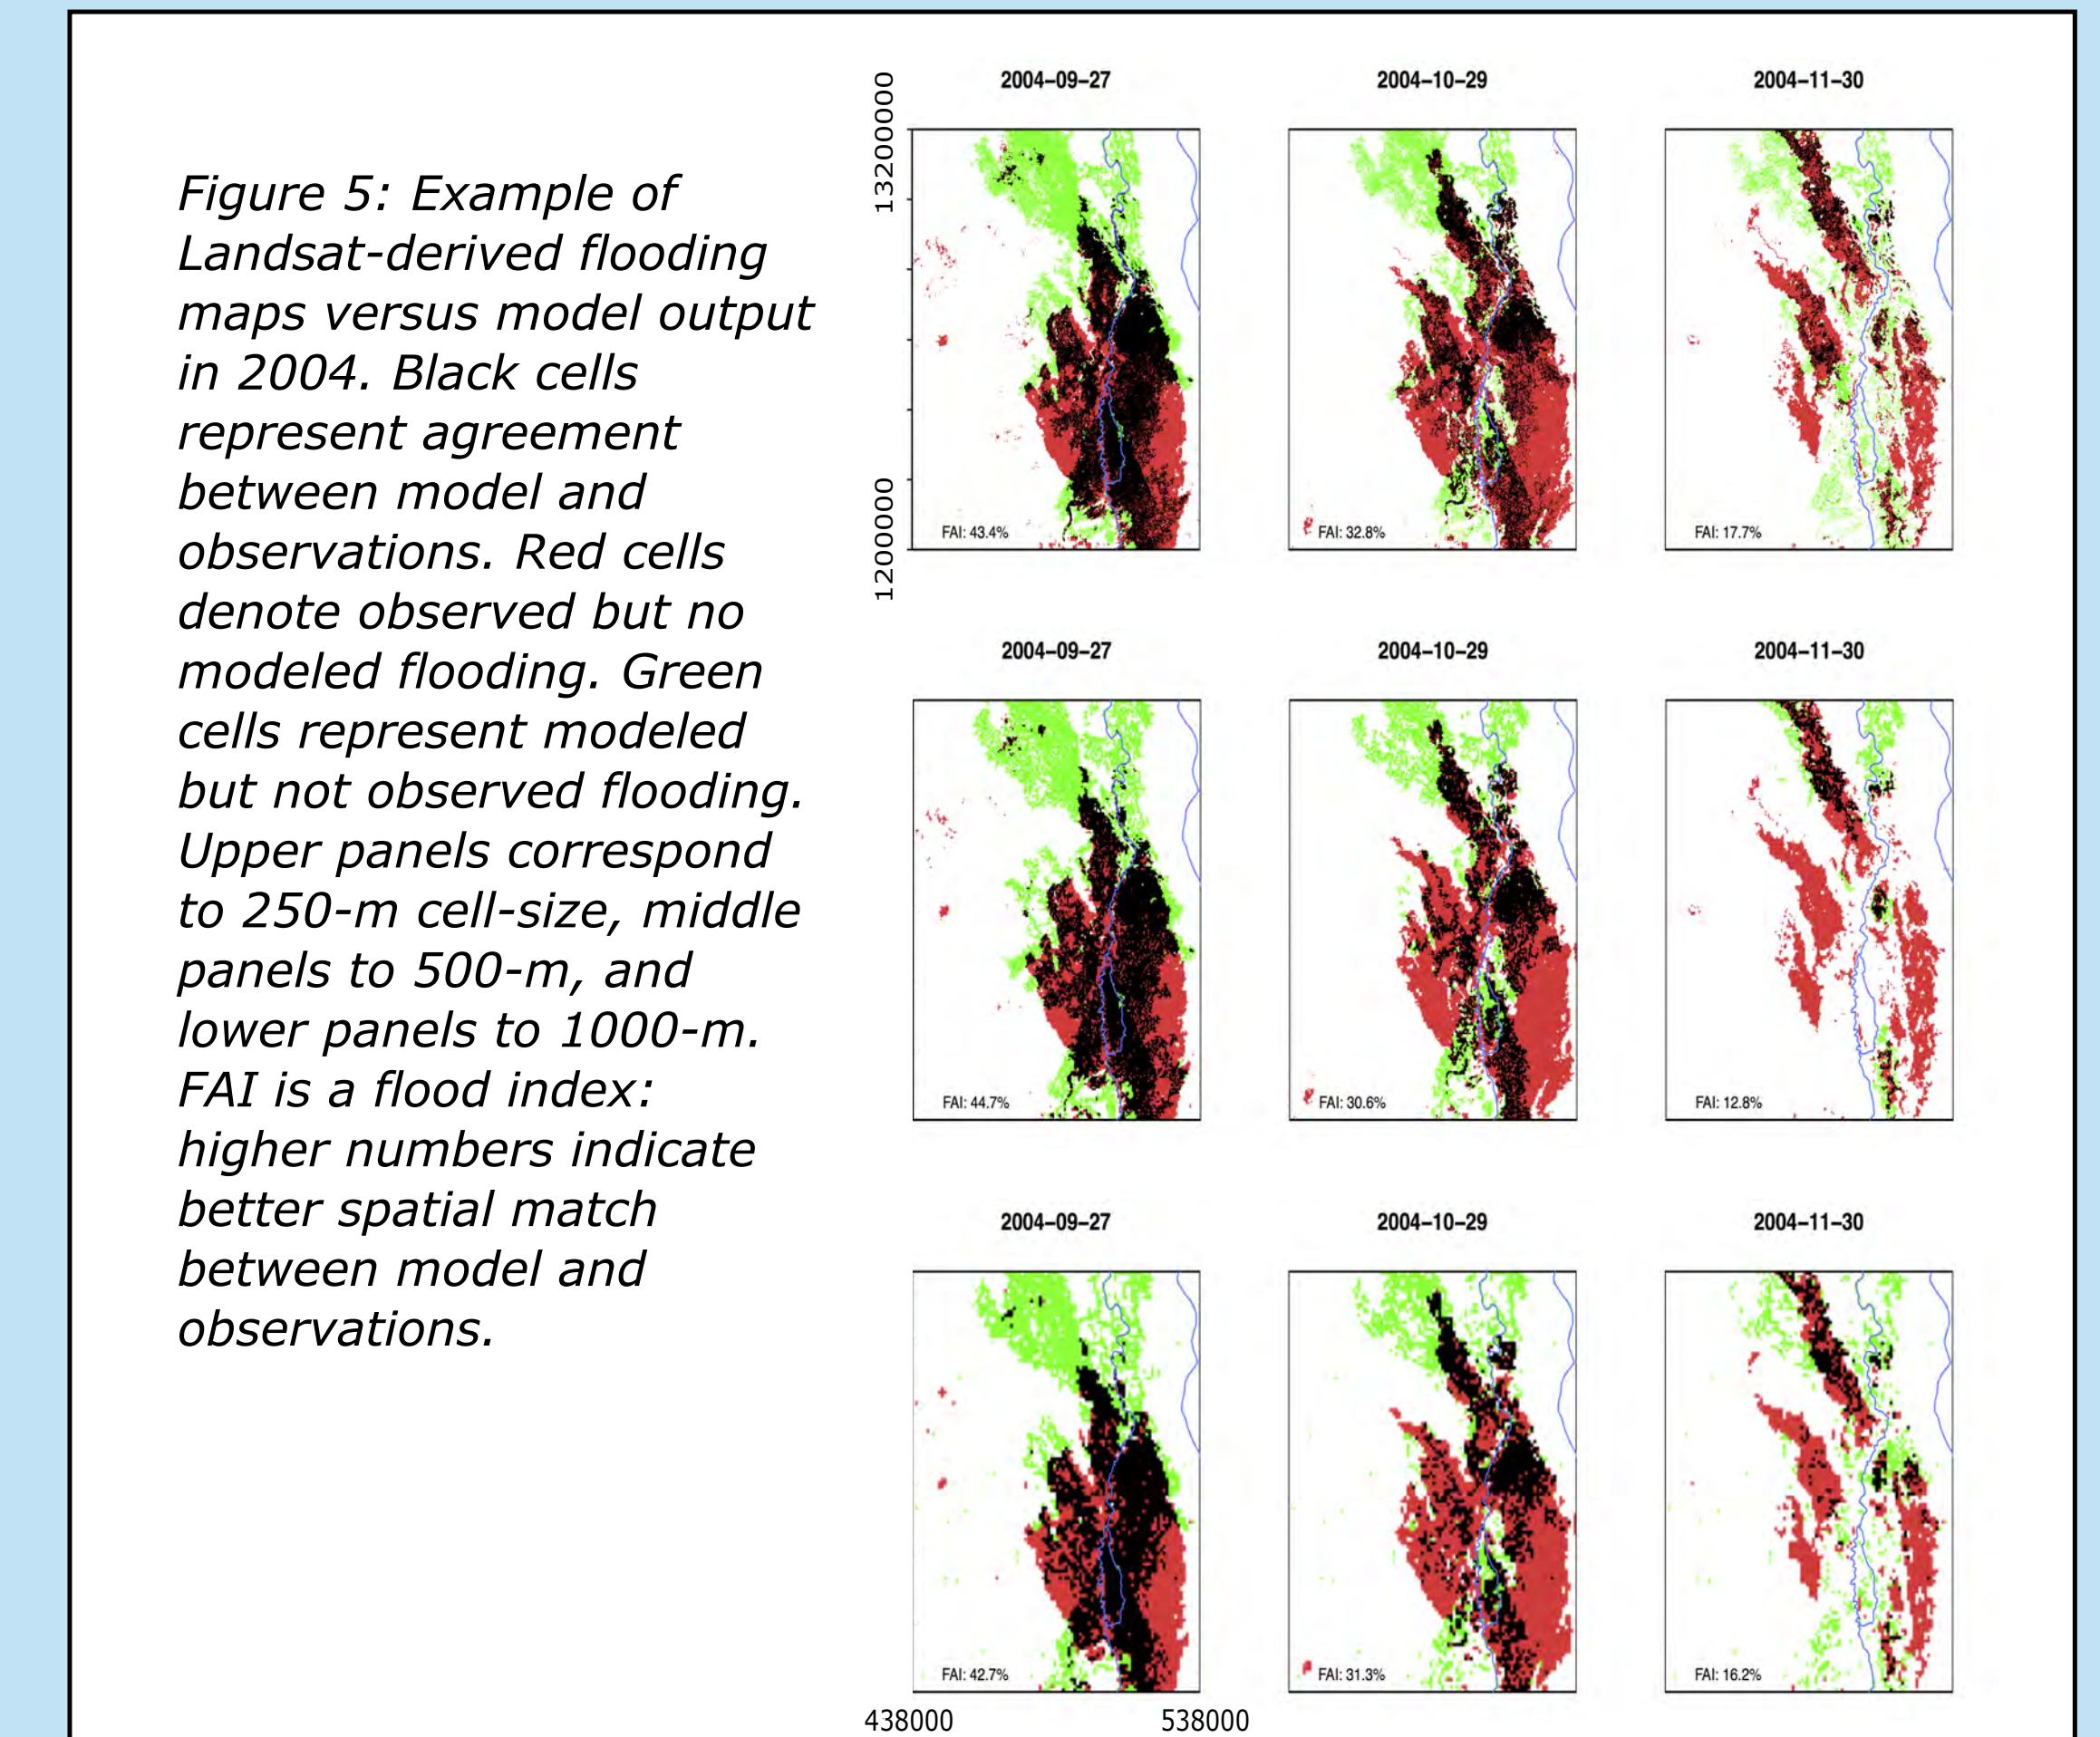 Figure 5: Example of
Landsat-derived flooding
maps versus model output
in 2004. Black cells
represent agreement
between model and
observations. Red cells
denote observed but no
modeled flooding. Green
cells represent modeled
but not observed flooding.
Upper panels correspond
to 250-m cell-size, middle
panels to 500-m, and
lower panels to 1000-m.
FAI is a flood index:
higher numbers indicate
better spatial match
between model and
observations.
2004-09-27
2004-10-29
2004-11-30
1320000
1200000
FAI: 43.4%
FAI: 32.8%
FAI: 17.7%
2004-09-27
2004-10-29
2004-11-30
FAI: 44.7%
FAI: 30.6%
FAI: 12.8%
2004-09-27
2004-10-29
2004-11-30
FAI: 42.7%
FAI: 31.3%
FAI: 16.2%
438000
538000